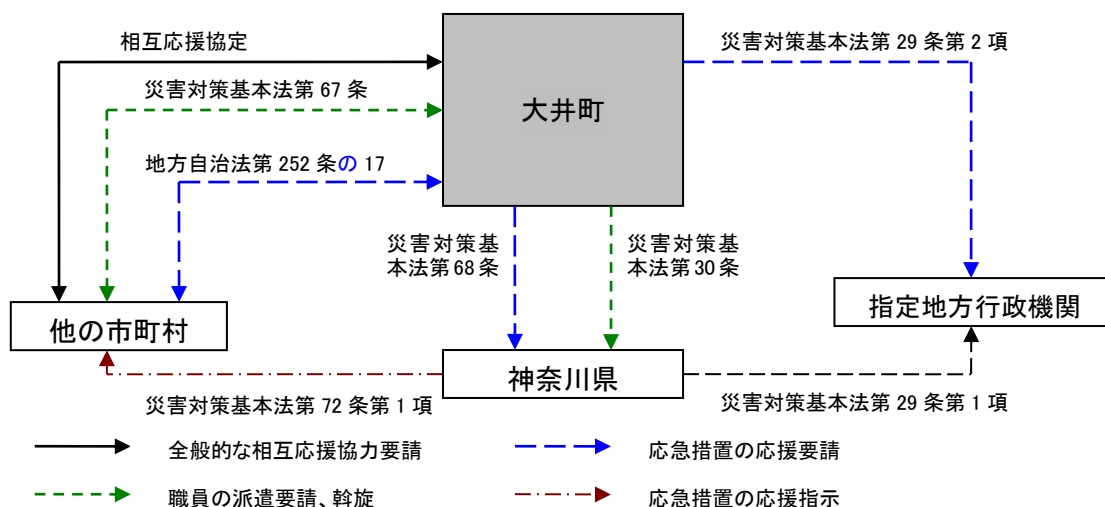 相互応援協定
災害対策基本法第 29 条第 2 項
災害対策基本法第 67 条
大井町
地方自治法第 252 条の 17
災害対策基
本法第 68 条
災害対策基
本法第 30 条
他の市町村
指定地方行政機関
神奈川県
災害対策基本法第 72 条第 1 項
災害対策基本法第 29 条第 1 項
全般的な相互応援協力要請
応急措置の応援要請
職員の派遣要請、斡旋
応急措置の応援指示